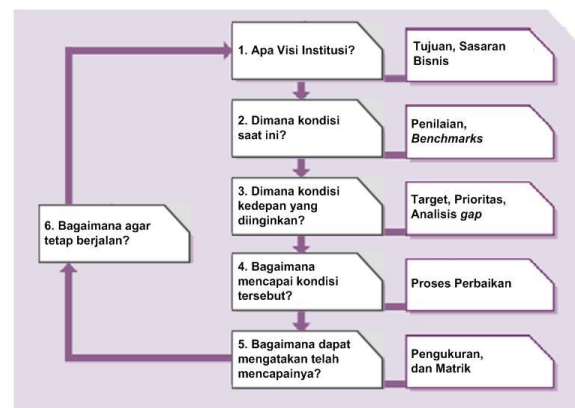 1. Apa Visi Institusi?
Tujuan, Sasaran
Bisnis
2. Dimana kondisi
saat ini?
Penilaian,
Benchmarks
3. Dimana kondisi
kedepan yang
diinginkan?
Target, Prioritas,
Analisis gap
4. Bagaimana
mencapai kondisi
tersebut?
Proses Perbaikan
5. Bagaimana dapat
mengatakan telah
mencapainya?
Pengukuran,
dan Matrik
6. Bagaimana agar
tetap berjalan?